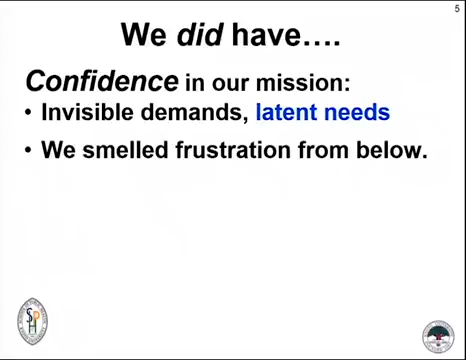 5
We did have….
Confidence in our mission:
• Invisible demands, latent needs
• We smelled frustration from below.
S P H